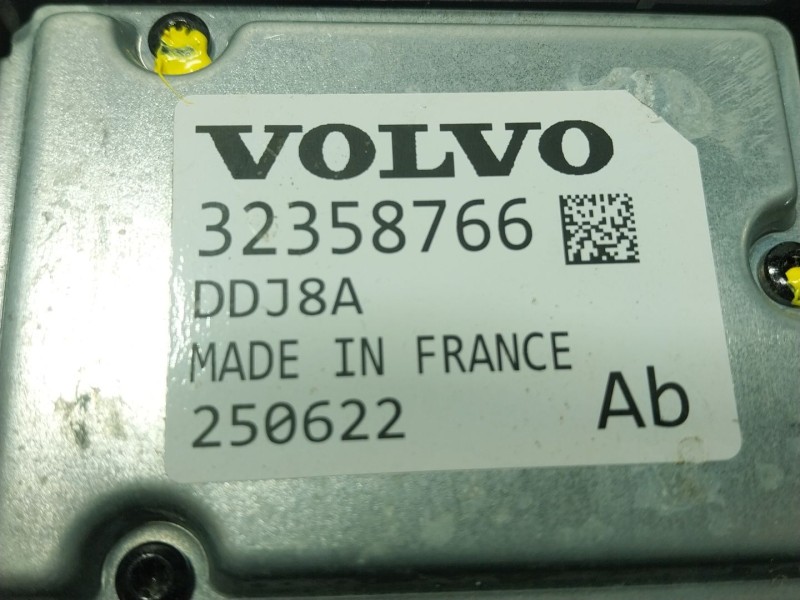 VOLVO
32358766
DDJ8A
MADE IN FRANCE
250622
Ab